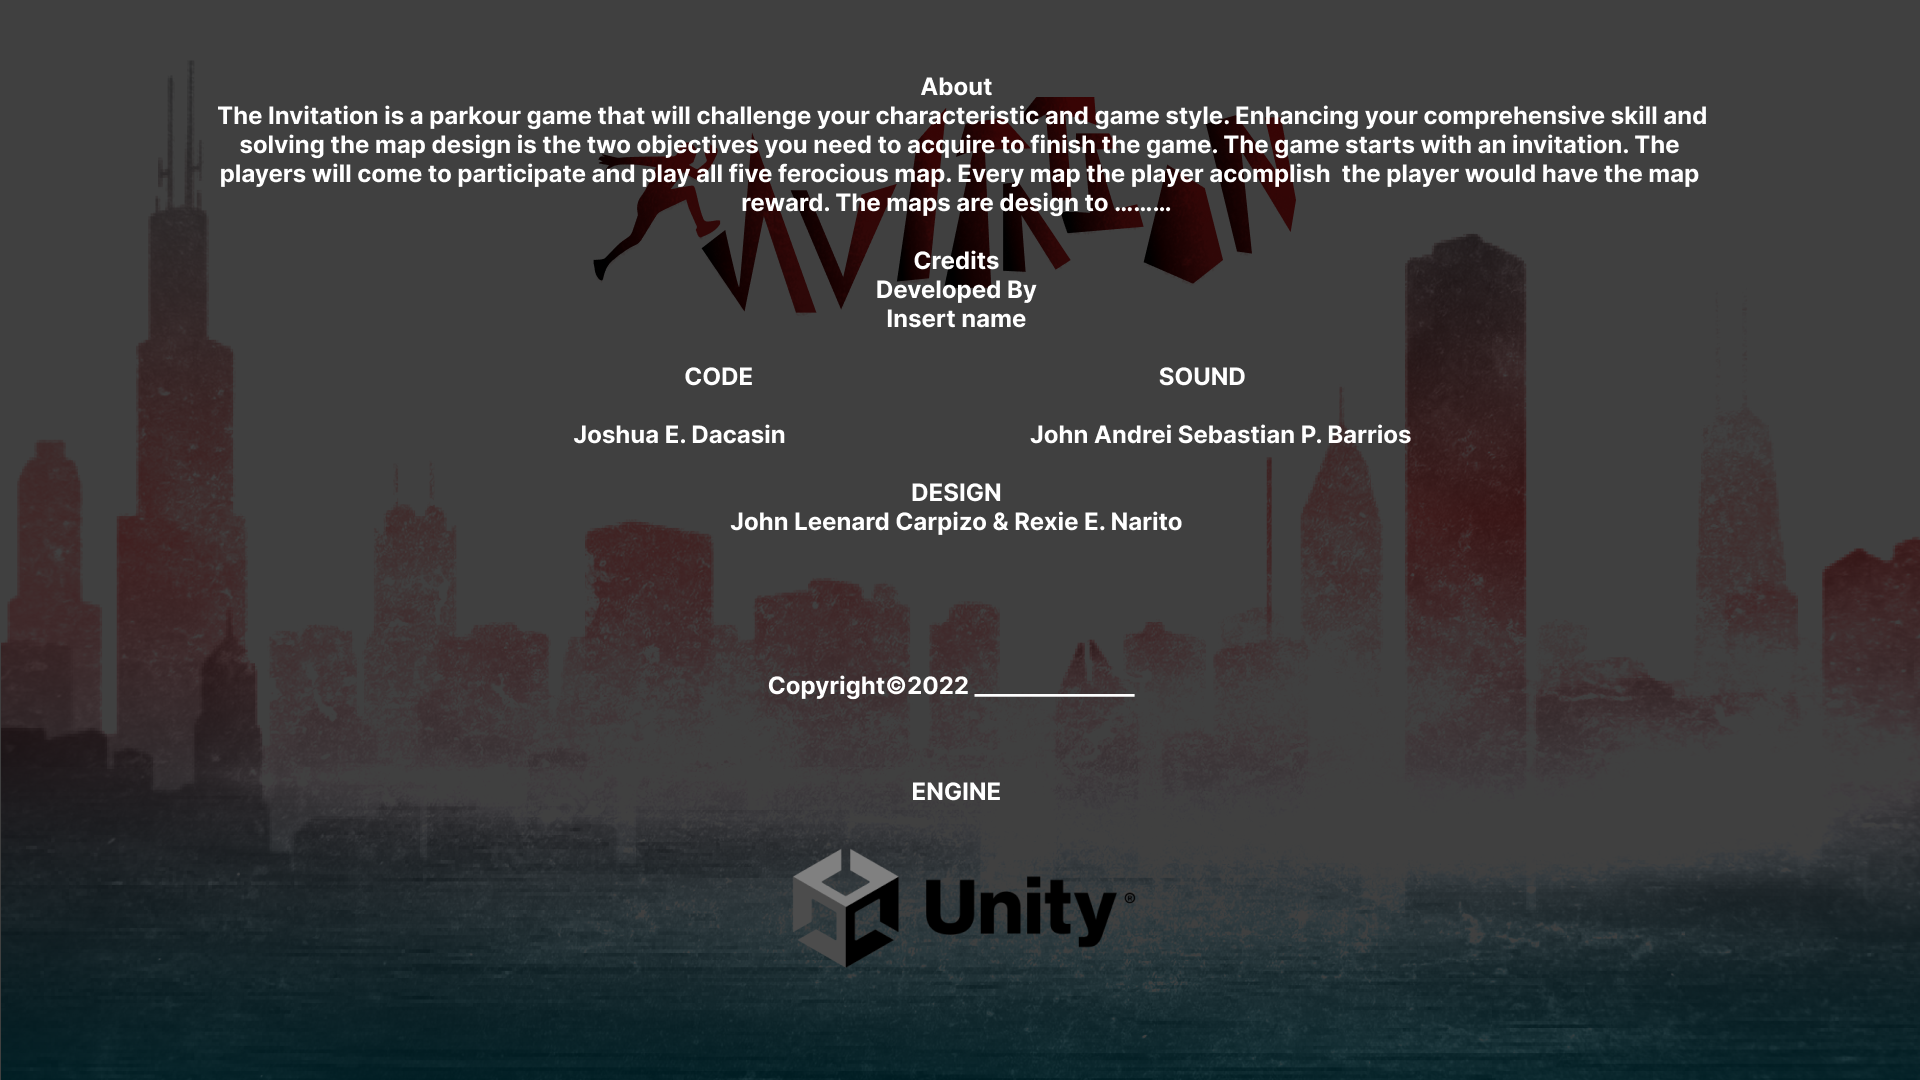 About
The Invitation is a parkour game that will challenge your characteristic and game style. Enhancing your comprehensive skill and
solving the map design is the two objectives you need to acquire to finish the game. The game starts with an invitation. The
players will come to participate and play all five ferocious map. Every map the player acomplish  the player would have the map
reward. The maps are design to .........
Credits
Developed By
Insert name
CODE SOUND
Joshua E. Dacasin John Andrei Sebastian P. Barrios
DESIGN
John Leenard Carpizo & Rexie E. Narito
Copyright©2022 ______________
ENGINE
Unity®